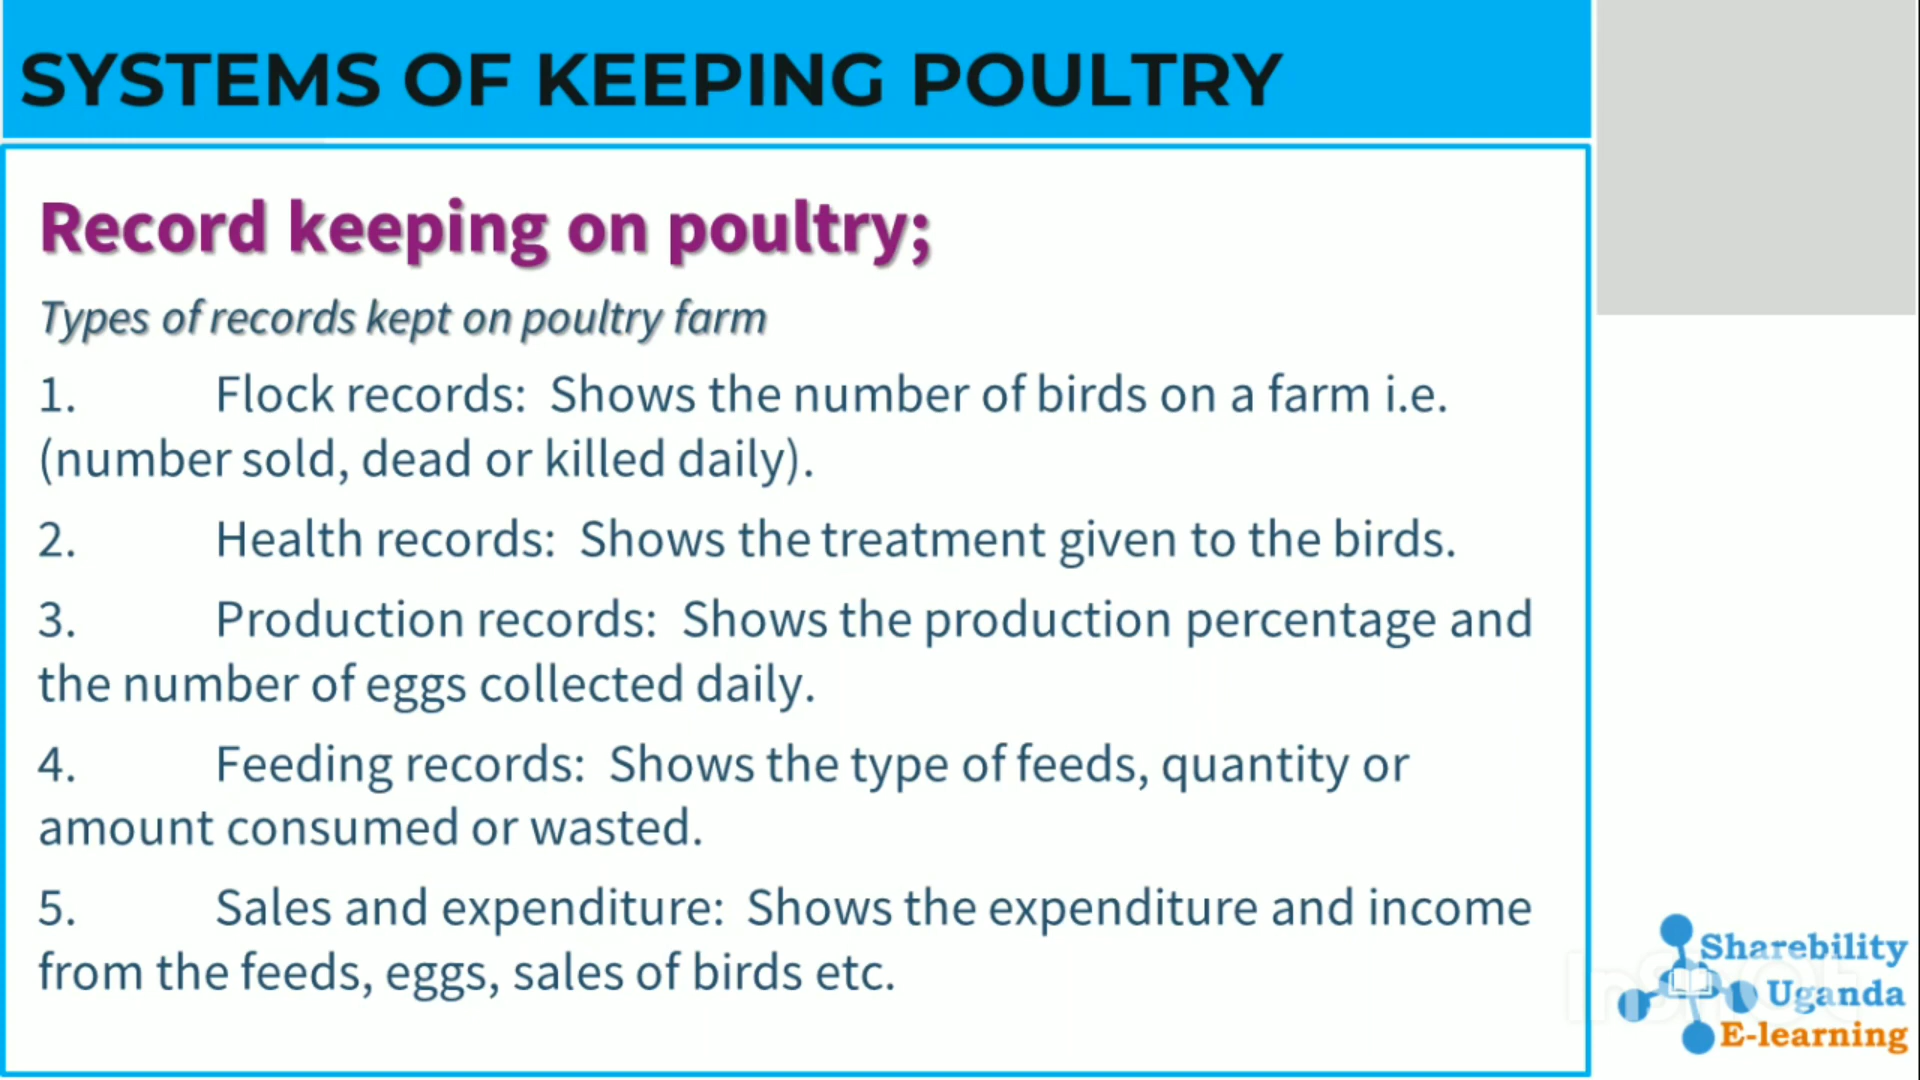 SYSTEMS OF KEEPING POULTRY
Record keeping on poultry;
Types of records kept on poultry farm
1. Flock records: Shows the number of birds on a farm i.e.
(number sold, dead or killed daily).
2. Health records: Shows the treatment given to the birds.
3. Production records: Shows the production percentage and
the number of eggs collected daily.
4. Feeding records: Shows the type of feeds, quantity or
amount consumed or wasted.
5. Sales and expenditure: Shows the expenditure and income
from the feeds, eggs, sales of birds etc.
Sharebility
Uganda
E-learning
InShot